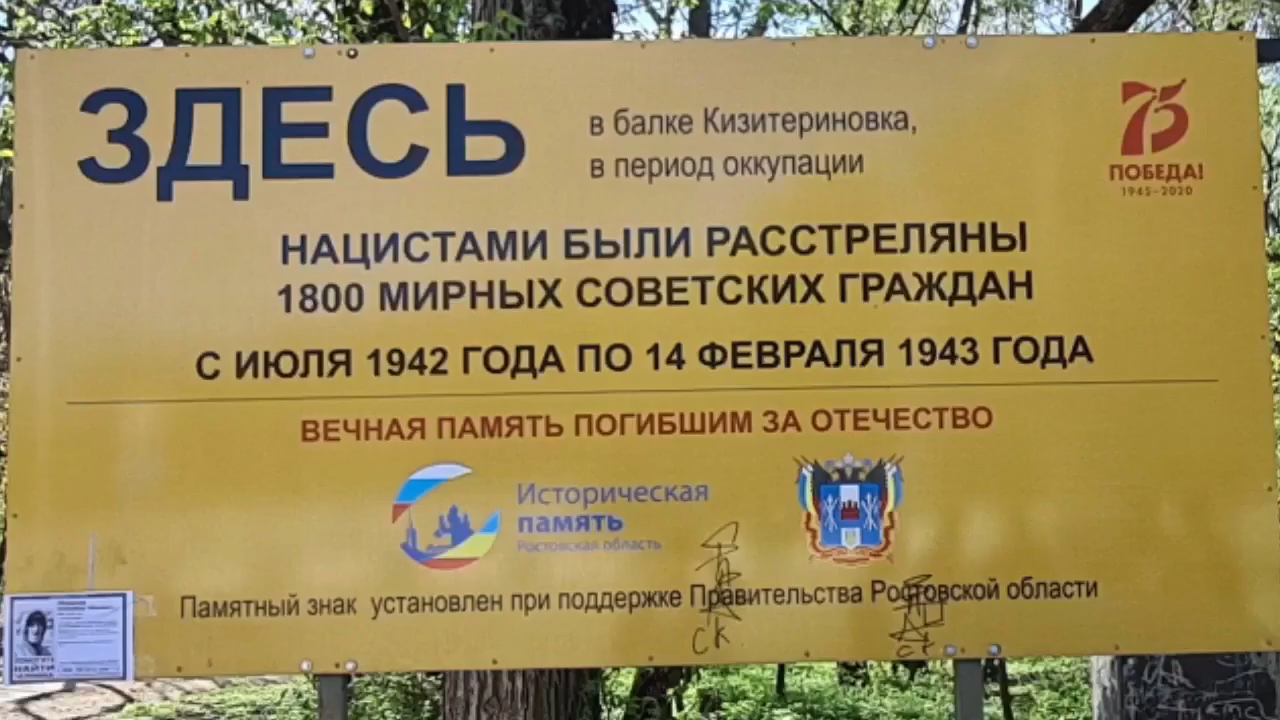 ЗДЕСЬ
в балке Кизитериновка,
в период оккупации
75
ПОБЕДА!
1945-2020
НАЦИСТАМИ БЫЛИ РАССТРЕЛЯНЫ
1800 МИРНЫХ СОВЕТСКИХ ГРАЖДАН
С ИЮЛЯ 1942 ГОДА ПО 14 ФЕВРАЛЯ 1943 ГОДА
ВЕЧНАЯ ПАМЯТЬ ПОГИБШИМ ЗА ОТЕЧЕСТВО
Историческая
память
Ростовская область
Памятный знак установлен при поддержке Правительства Ростовской области
СК
НАЙТИ